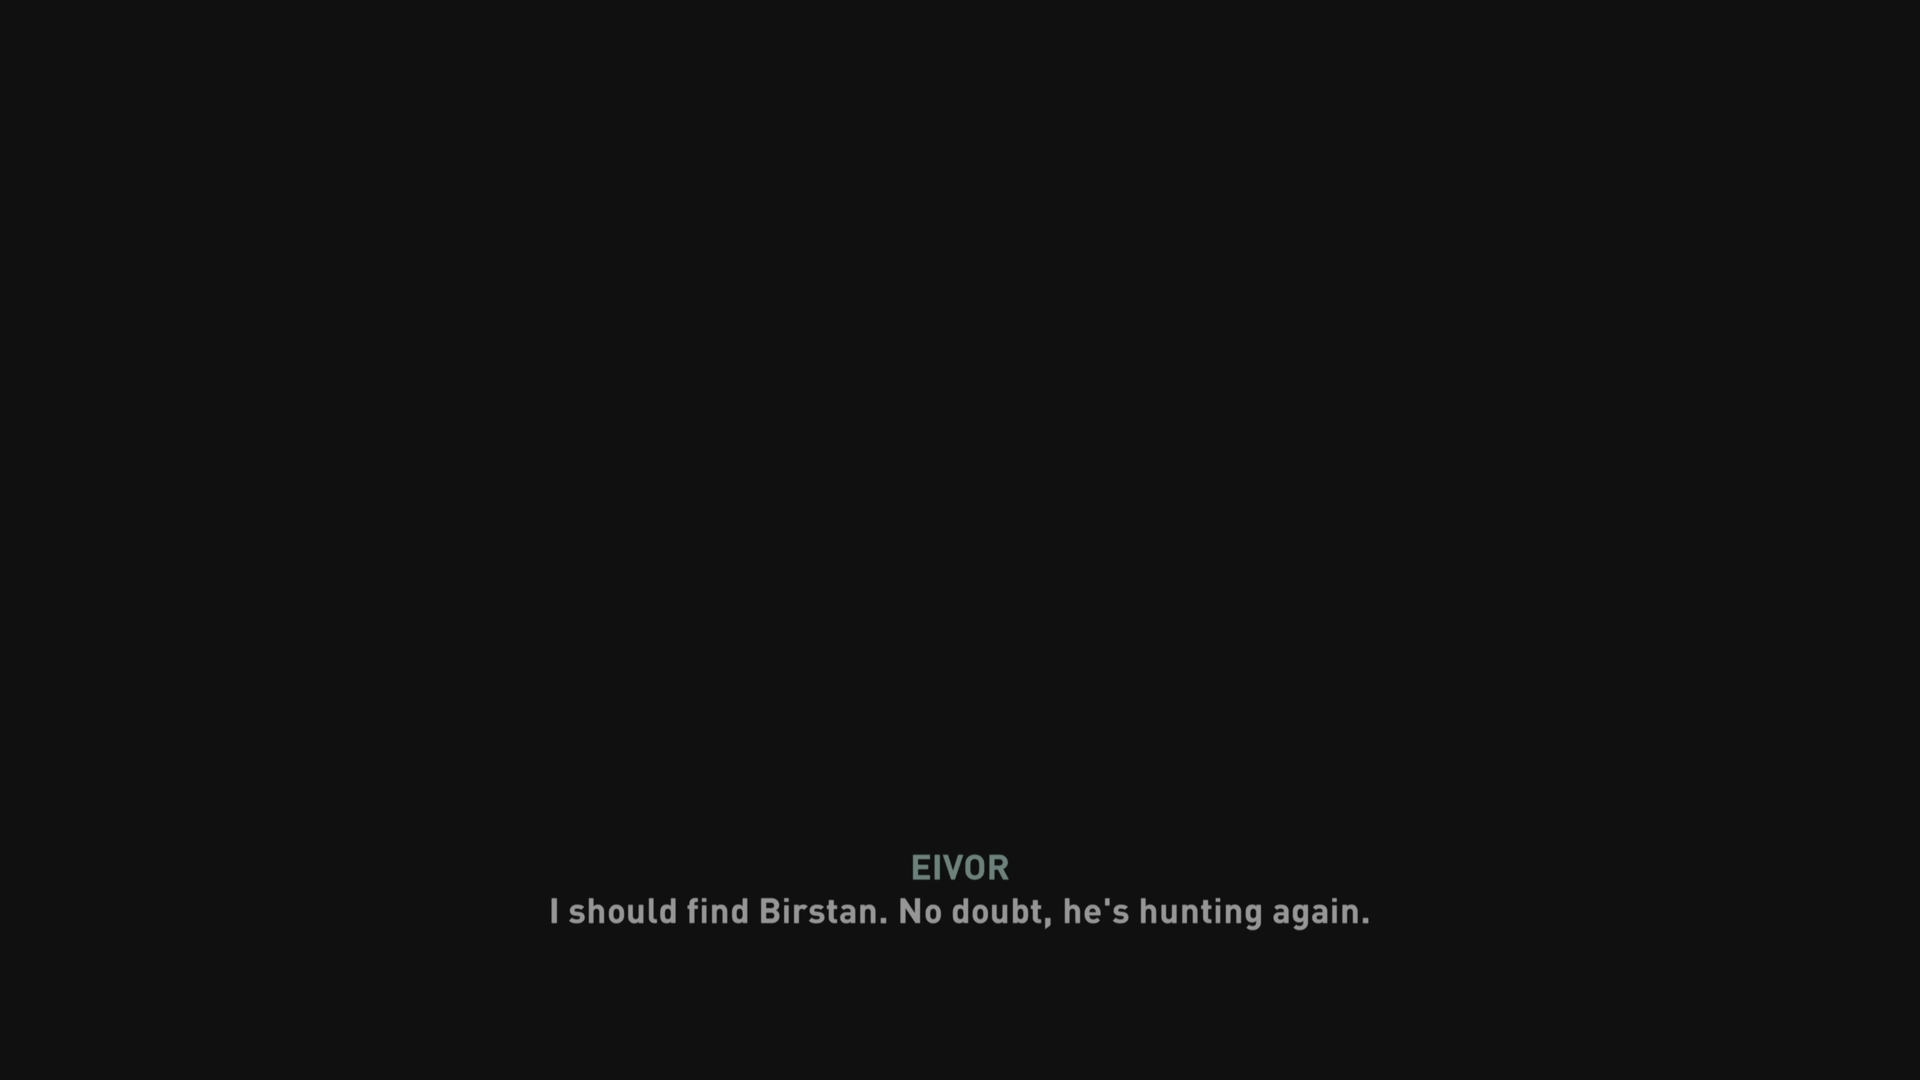 EIVOR
I should find Birstan. No doubt, he's hunting again.